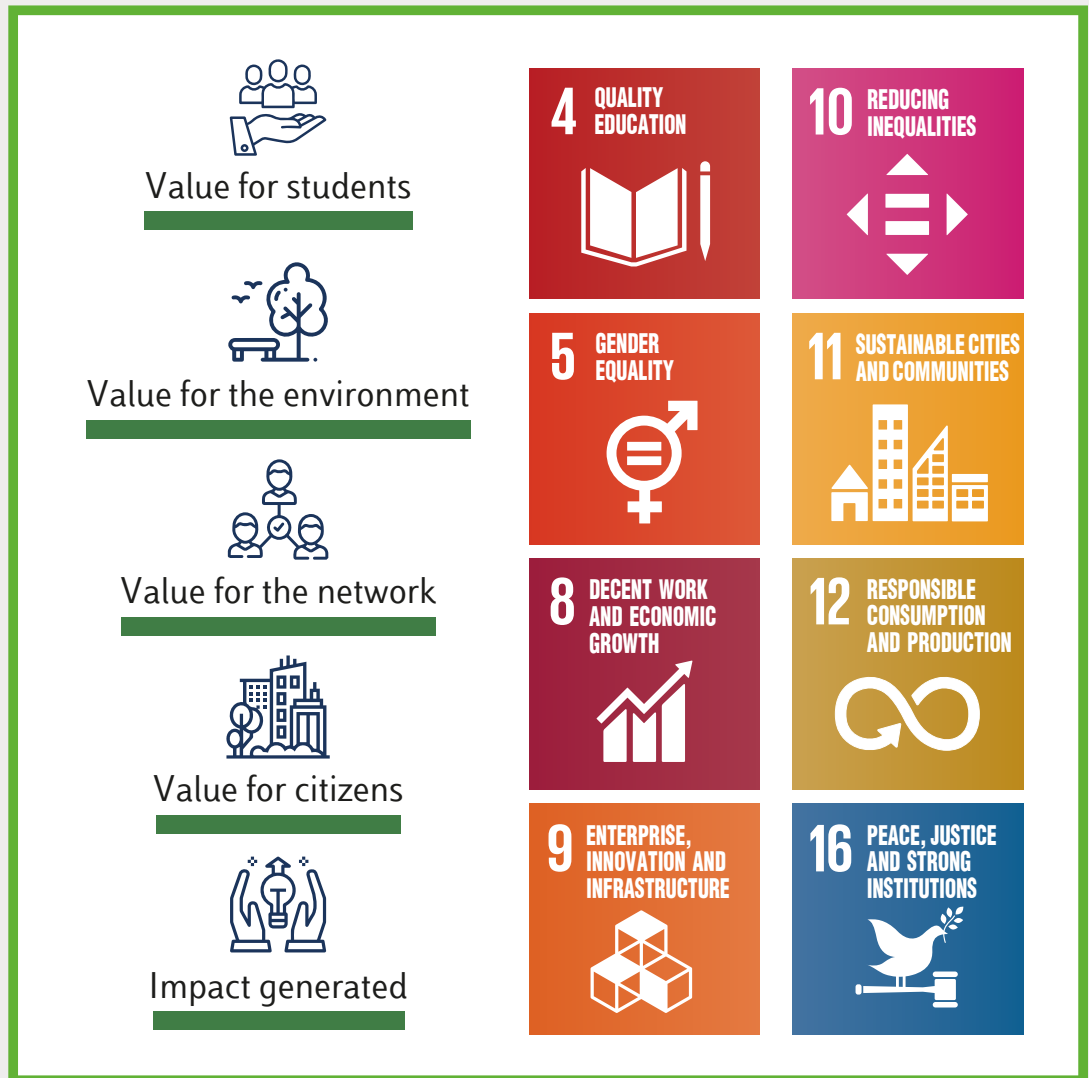 Value for students
Value for the environment
Value for the network
Value for citizens
Impact generated
4 QUALITY
EDUCATION
10 REDUCING
INEQUALITIES
5 GENDER
EQUALITY
11 SUSTAINABLE CITIES
AND COMMUNITIES
8 DECENT WORK
AND ECONOMIC
GROWTH
12 RESPONSIBLE
CONSUMPTION
AND PRODUCTION
9 ENTERPRISE,
INNOVATION AND
INFRASTRUCTURE
16 PEACE, JUSTICE
AND STRONG
INSTITUTIONS